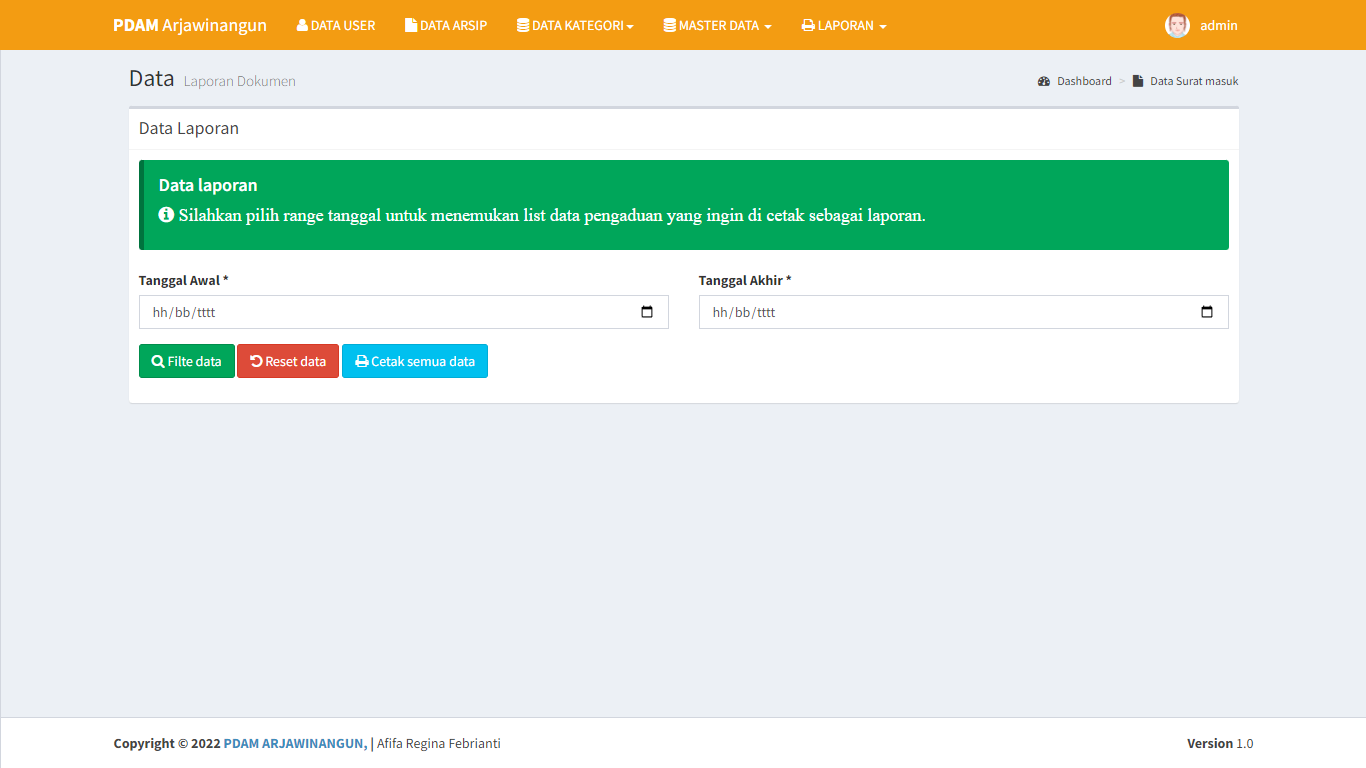 PDAM Arjawinangun DATA USER DATA ARSIP DATA KATEGORI MASTER DATA LAPORAN admin
Data Laporan Dokumen Dashboard > Data Surat masuk
Data Laporan
Data laporan
Silahkan pilih range tanggal untuk menemukan list data pengaduan yang ingin di cetak sebagai laporan.
Tanggal Awal * Tanggal Akhir *
hh/bb/tttt hh/bb/tttt
Filte data Reset data Cetak semua data
Copyright © 2022 PDAM ARJAWINANGUN, | Afifa Regina Febrianti Version 1.0